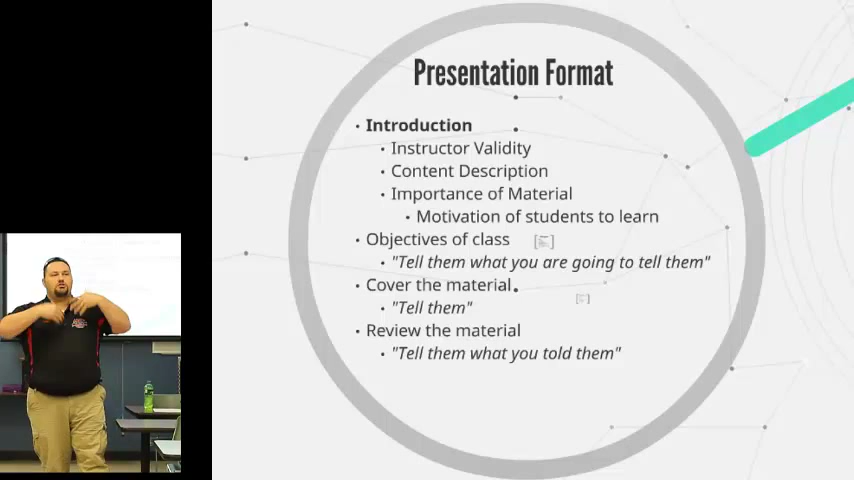 Presentation Format
· Introduction
· Instructor Validity
· Content Description
· Importance of Material
· Motivation of students to learn
· Objectives of class
· "Tell them what you are going to tell them"
· Cover the material
· "Tell them"
· Review the material
· "Tell them what you told them"